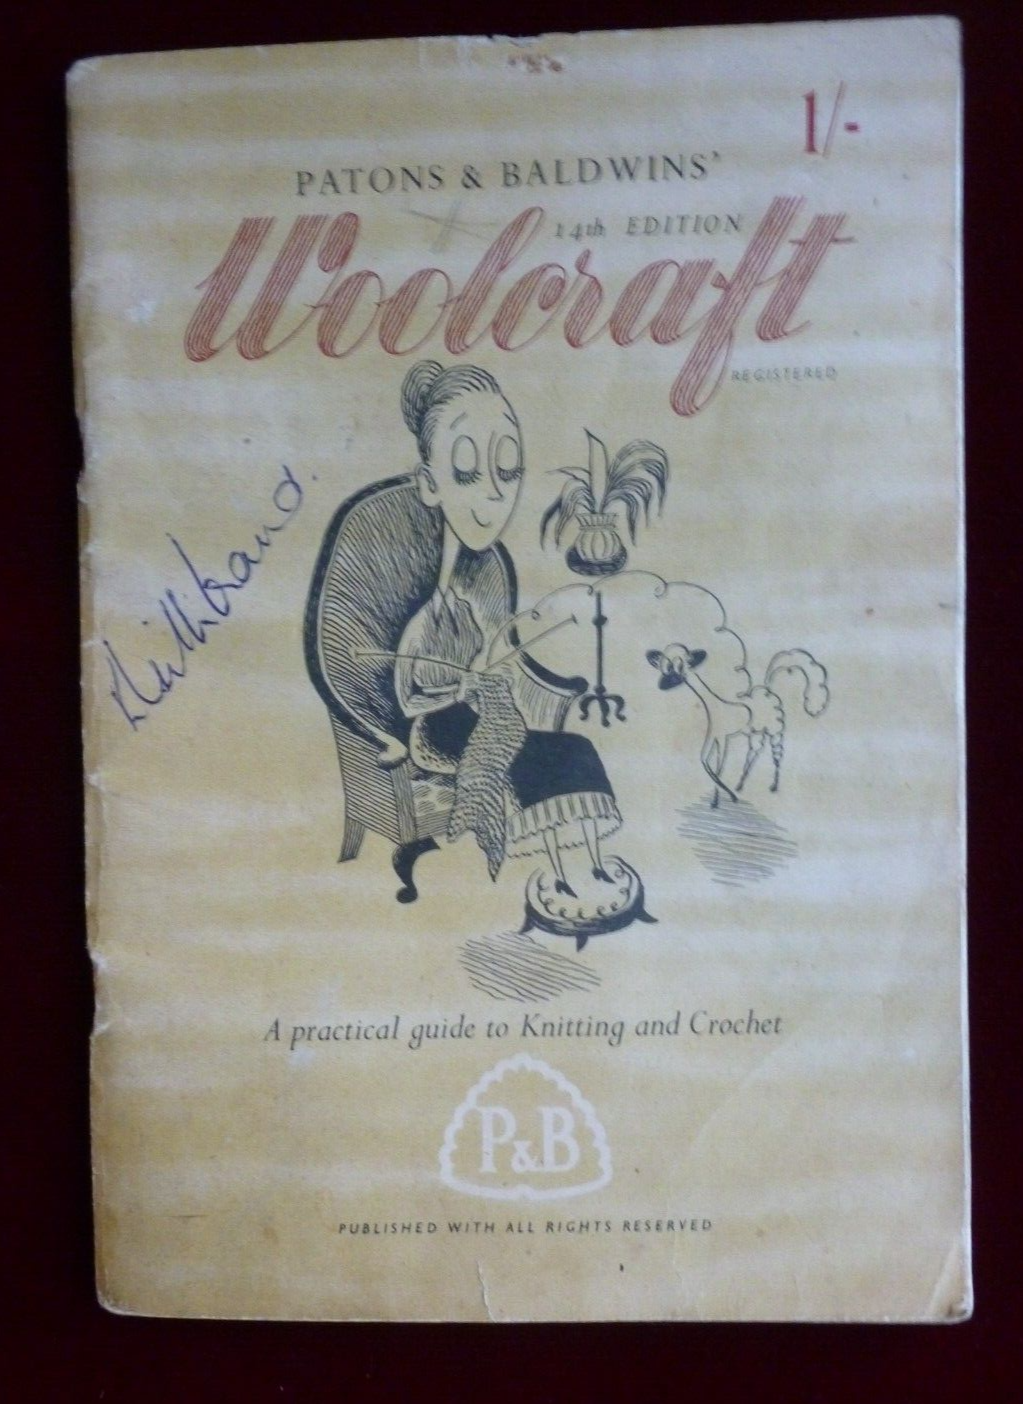 1/-
PATONS & BALDWINS'
14th EDITION
Woolcraft
REGISTERED
A practical guide to Knitting and Crochet
P&B
PUBLISHED WITH ALL RIGHTS RESERVED